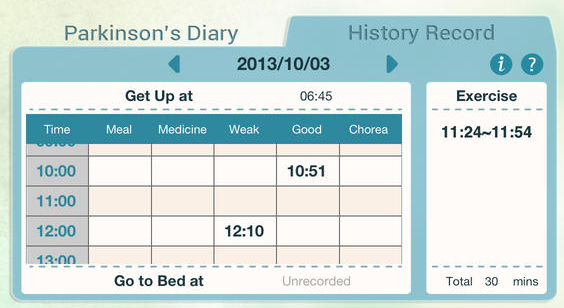 Parkinson's Diary
History Record
2013/10/03
i ?
Get Up at 06:45
Time Meal Medicine Weak Good Chorea
10:00 10:51
11:00
12:00 12:10
13:00
Go to Bed at Unrecorded
Exercise
11:24~11:54
Total 30 mins